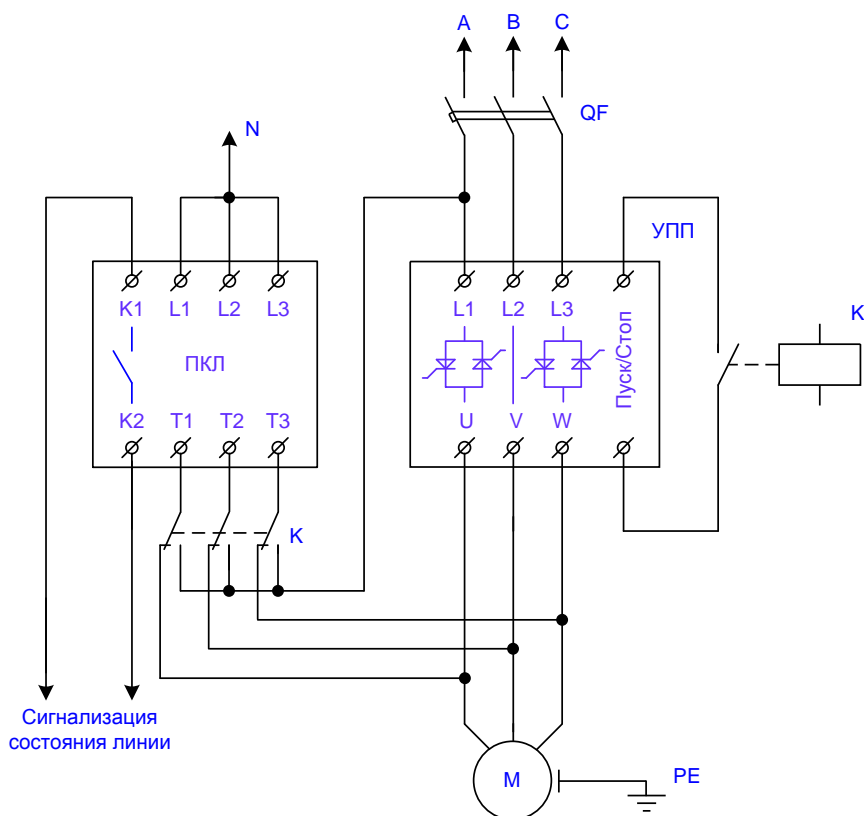 A B C
QF
N
УПП
K
K1 L1 L2 L3
L1 L2 L3
ПКЛ
Пуск/Стоп
K2 T1 T2 T3
U V W
K
Сигнализация
состояния линии
M
PE